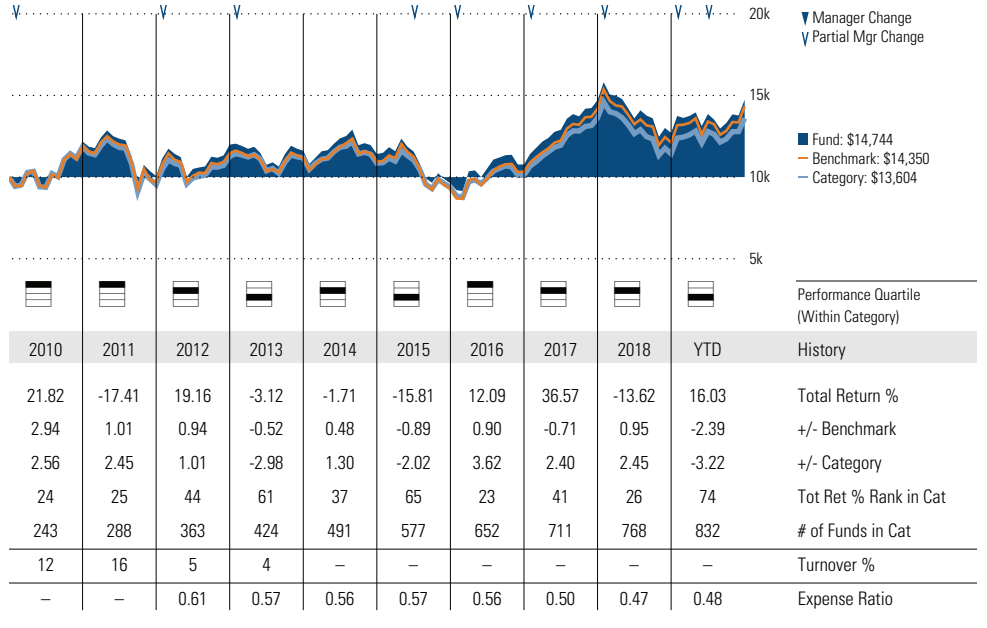 20k
▼ Manager Change
Partial Mgr Change
15k
Fund: $14,744
Benchmark: $14,350
Category: $13,604
10k
5k
Performance Quartile
(Within Category)
2010 2011 2012 2013 2014 2015 2016 2017 2018 YTD History
21.82 -17.41 19.16 -3.12 -1.71 -15.81 12.09 36.57 -13.62 16.03 Total Return %
2.94 1.01 0.94 -0.52 0.48 -0.89 0.90 -0.71 0.95 -2.39 +/- Benchmark
2.56 2.45 1.01 -2.98 1.30 -2.02 3.62 2.40 2.45 -3.22 +/- Category
24 25 44 61 37 65 23 41 26 74 Tot Ret % Rank in Cat
243 288 363 424 491 577 652 711 768 832 # of Funds in Cat
12 16 5 4 – – – – – – Turnover %
– – 0.61 0.57 0.56 0.57 0.56 0.50 0.47 0.48 Expense Ratio